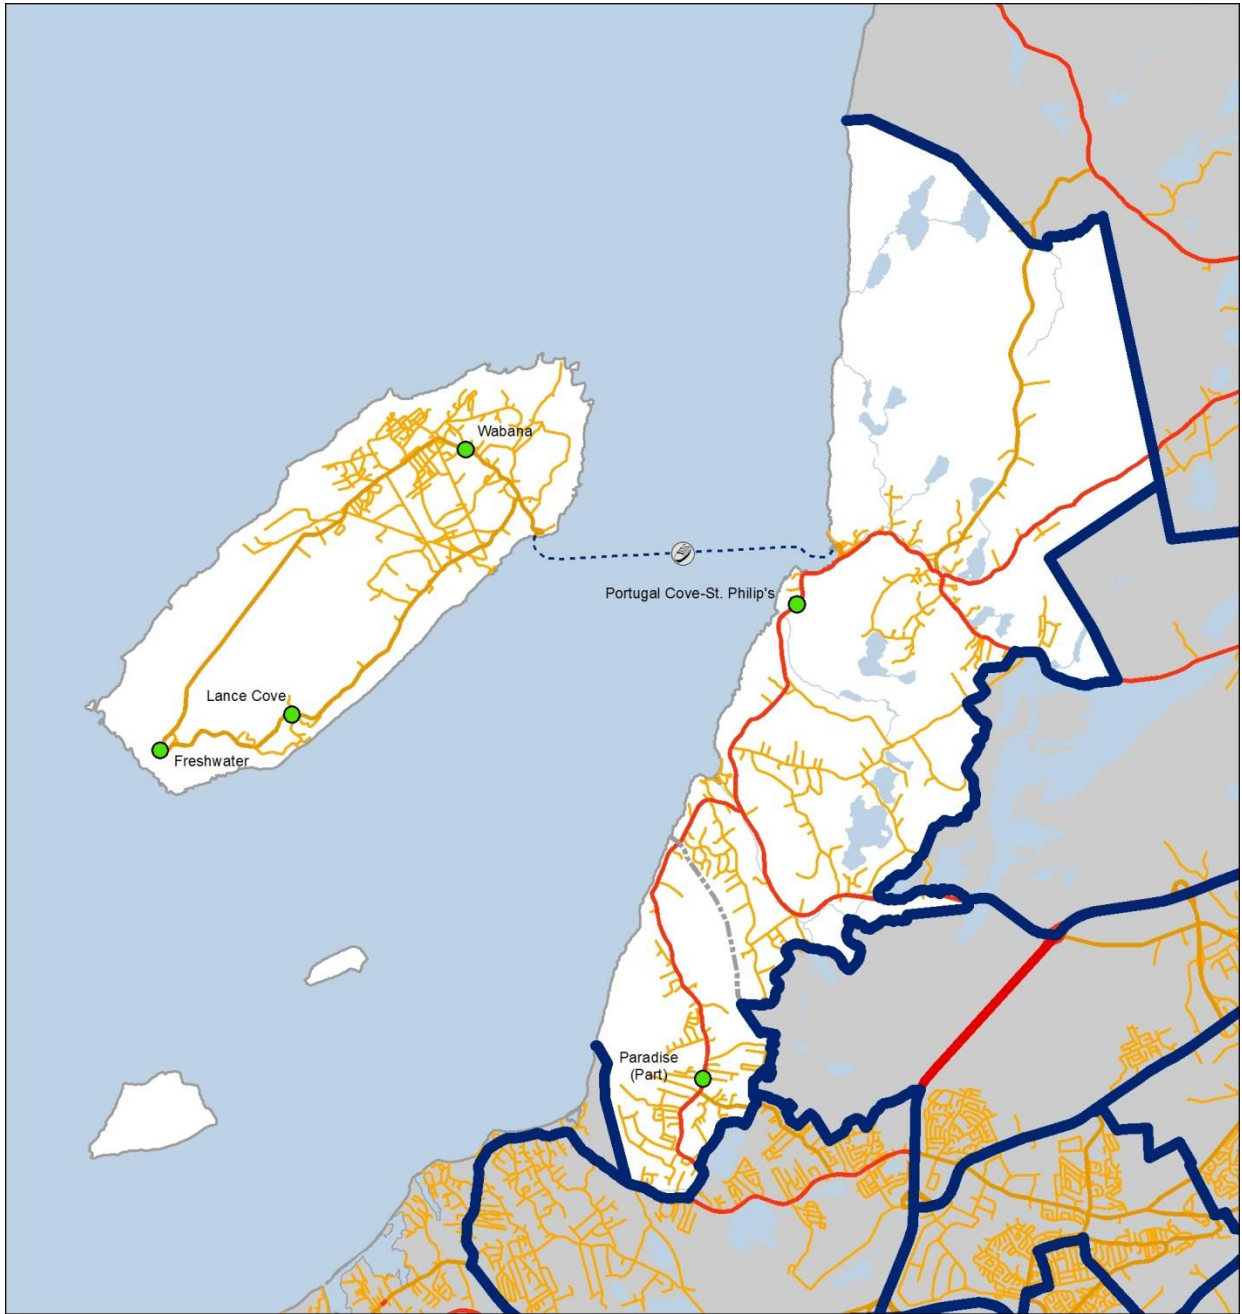 Wabana
Portugal Cove-St. Philip's
Lance Cove
Freshwater
Paradise
(Part)